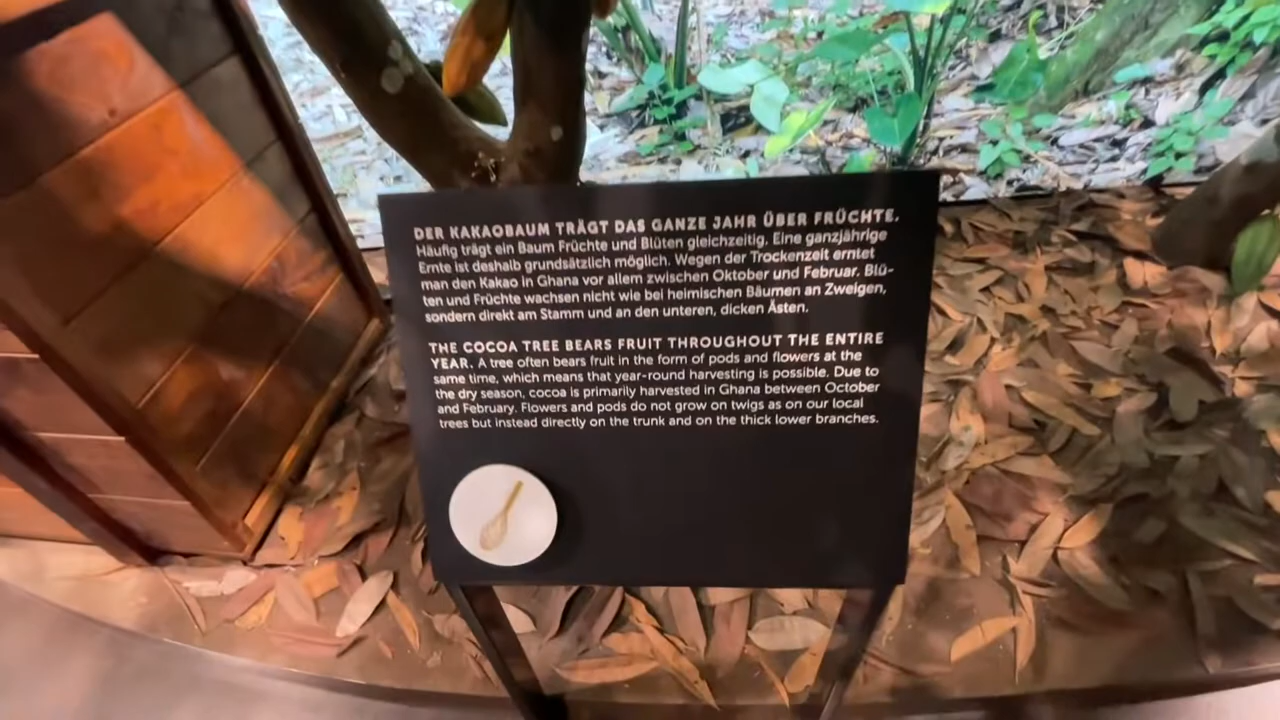 DER KAKAOBAUM TRÄGT DAS GANZE JAHR ÜBER FRÜCHTE.
Häufig trägt ein Baum Früchte und Blüten gleichzeitig. Eine ganzjährige
Ernte ist deshalb grundsätzlich möglich. Wegen der Trockenzeit erntet
man den Kakao in Ghana vor allem zwischen Oktober und Februar. Blü-
ten und Früchte wachsen nicht wie bei heimischen Bäumen an Zweigen,
sondern direkt am Stamm und an den unteren, dicken Ästen.
THE COCOA TREE BEARS FRUIT THROUGHOUT THE ENTIRE
YEAR. A tree often bears fruit in the form of pods and flowers at the
same time, which means that year-round harvesting is possible. Due to
the dry season, cocoa is primarily harvested in Ghana between October
and February. Flowers and pods do not grow on twigs as on our local
trees but instead directly on the trunk and on the thick lower branches.